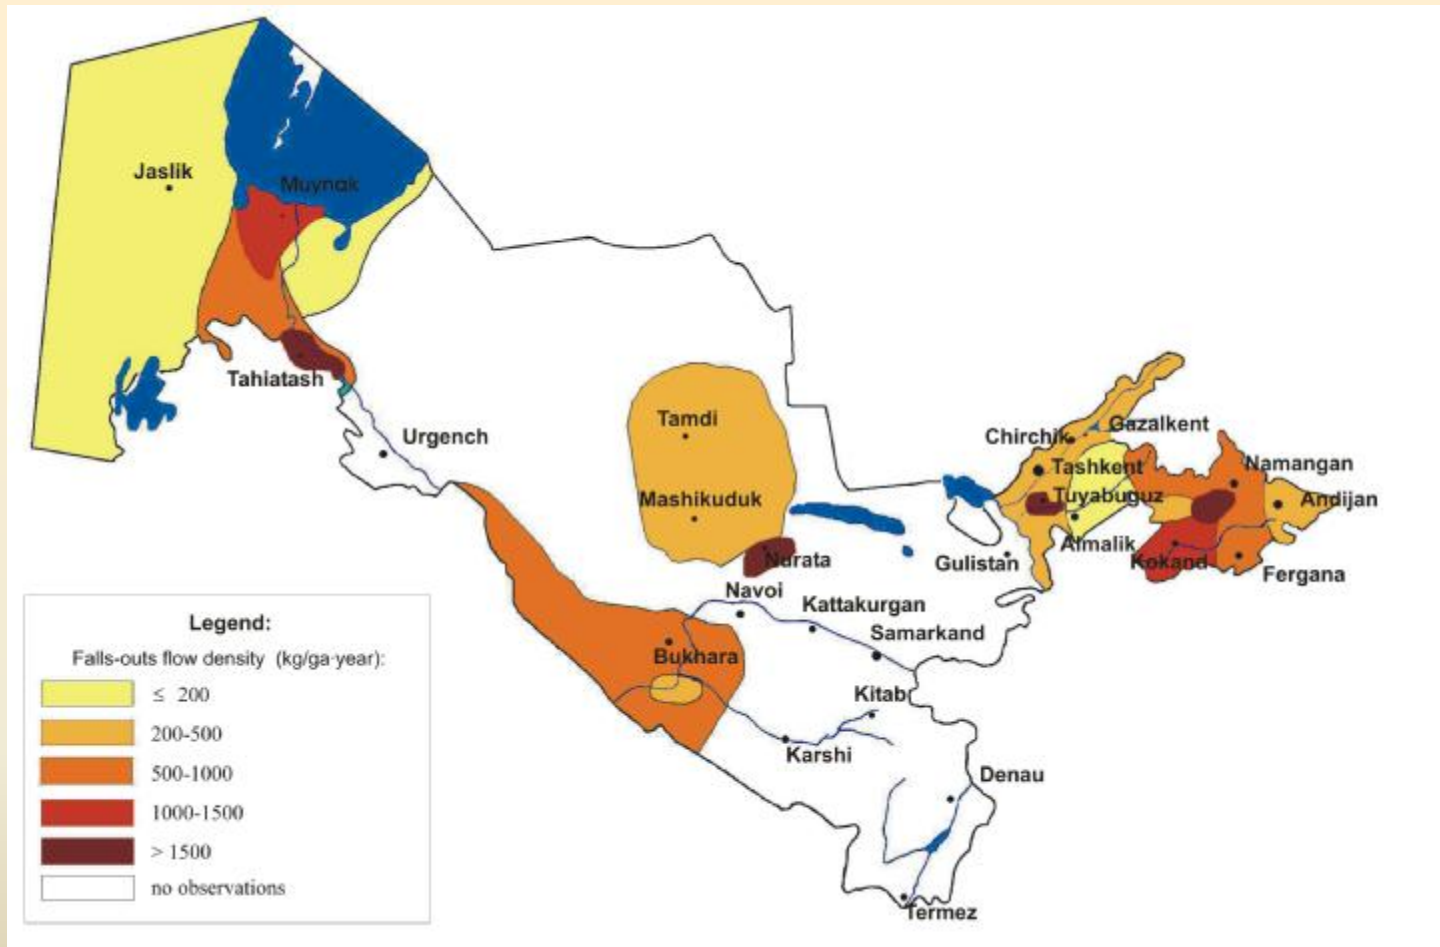 Jaslik
Muynak
Tahiatash
Urgench
Tamdi
Mashikuduk
Nurata
Navoi
Kattakurgan
Samarkand
Bukhara
Kitab
Karshi
Denau
Termez
Gulistan
Chirchik
Gazalkent
Tashkent
Tuyabuguz
Almalik
Namangan
Andijan
Kokand
Fergana
Legend:
Falls-outs flow density (kg/ga·year):
≤ 200
200-500
500-1000
1000-1500
> 1500
no observations